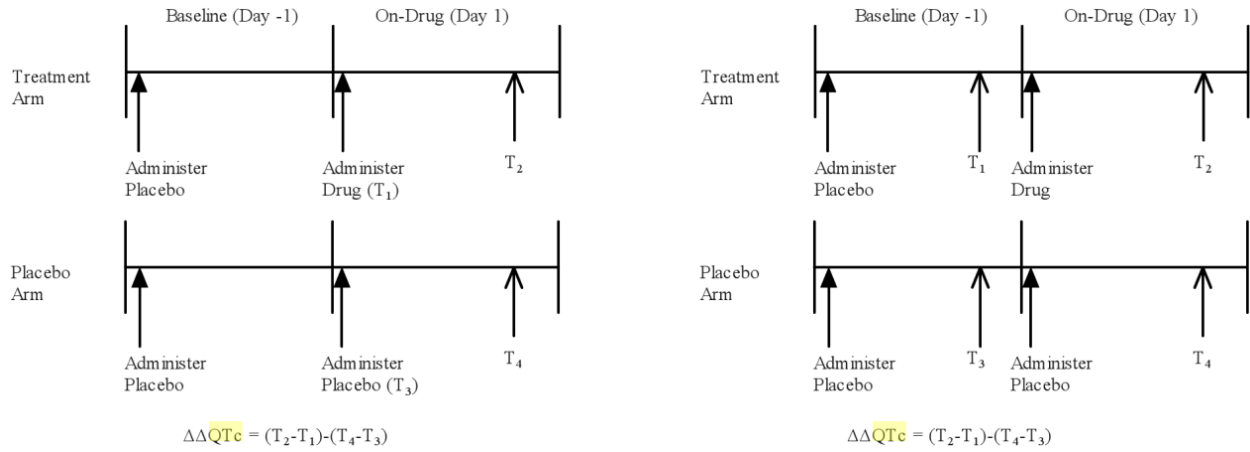 Baseline (Day -1) On-Drug (Day 1)
Treatment
Arm
Administer
Placebo
Administer
Drug (T₁)
T₂
Placebo
Arm
Administer
Placebo
Administer
Placebo (T₃)
T₄
ΔΔQTc = (T₂-T₁)-(T₄-T₃)
Baseline (Day -1) On-Drug (Day 1)
Treatment
Arm
Administer
Placebo
T₁
Administer
Drug
T₂
Placebo
Arm
Administer
Placebo
T₃
Administer
Placebo
T₄
ΔΔQTc = (T₂-T₁)-(T₄-T₃)